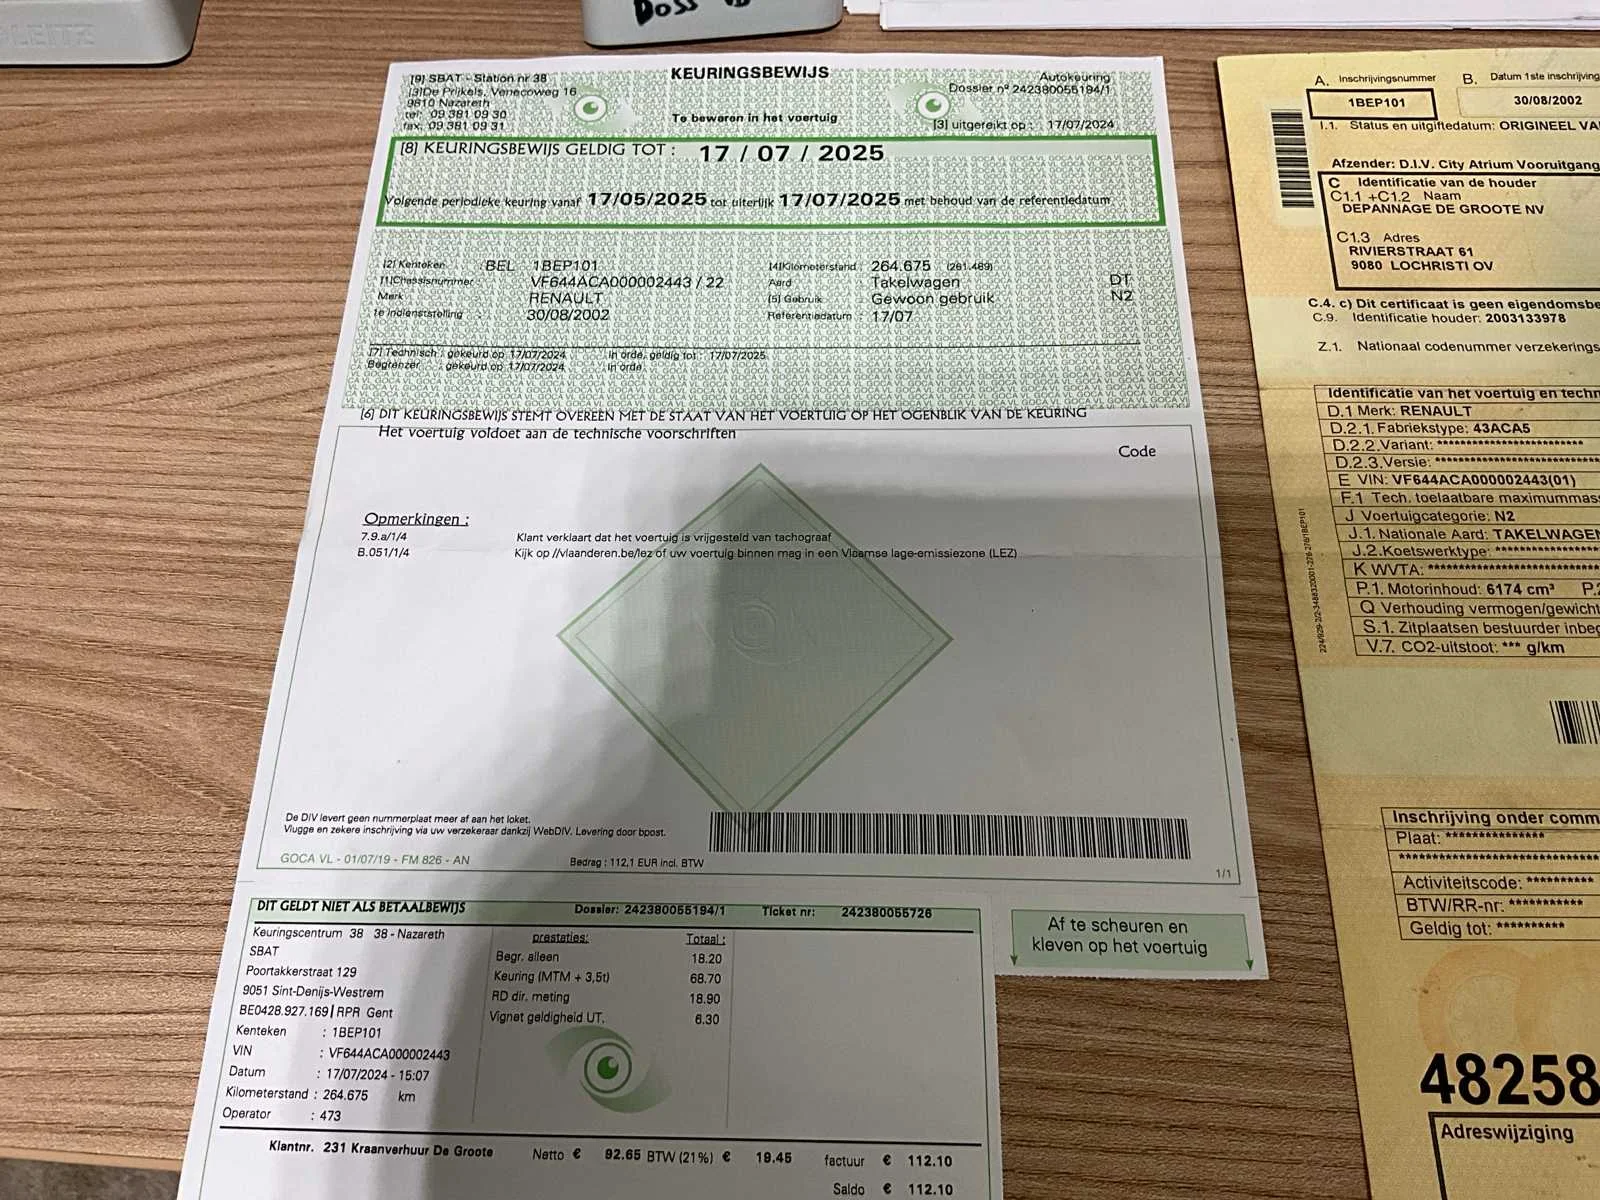 Doss
KEURINGSBEWIJS
[9] SBAT - Station nr 38
[3]De Prijkels, Venecoweg 16
9810 Nazareth
tel: 09 381 09 30
fax: 09 381 09 31
Te bewaren in het voertuig
Autokeuring
Dossier nº 242380055194/1
[3] uitgereikt op : 17/07/2024
[8] KEURINGSBEWIJS GELDIG TOT : 17 / 07 / 2025
Volgende periodieke keuring vanaf 17/05/2025 tot uiterlijk 17/07/2025 met behoud van de referentiedatum
[2] Kenteken : BEL 1BEP101
[1]Chassisnummer : VF644ACA000002443 / 22
Merk : RENAULT
1e Indienststelling : 30/08/2002
[4]Kilometerstand : 264.675 (261.469)
Aard : Takelwagen DT
[5] Gebruik : Gewoon gebruik N2
Referentiedatum : 17/07
[7] Technisch : gekeurd op 17/07/2024 In orde, geldig tot : 17/07/2025
Begrenzer : gekeurd op 17/07/2024 In orde
[6] DIT KEURINGSBEWIJS STEMT OVEREEN MET DE STAAT VAN HET VOERTUIG OP HET OGENBLIK VAN DE KEURING
Het voertuig voldoet aan de technische voorschriften
Code
Opmerkingen :
7.9.a/1/4 Klant verklaart dat het voertuig is vrijgesteld van tachograaf
B.051/1/4 Kijk op //vlaanderen.be/lez of uw voertuig binnen mag in een Vlaamse lage-emissiezone (LEZ)
De DIV levert geen nummerplaat meer af aan het loket.
Vlugge en zekere inschrijving via uw verzekeraar dankzij WebDIV. Levering door bpost.
GOCA VL - 01/07/19 - FM 826 - AN
Bedrag : 112,1 EUR incl. BTW
1/1
DIT GELDT NIET ALS BETAALBEWIJS
Dossier: 242380055194/1 Ticket nr: 242380055726
Keuringscentrum 38 38 - Nazareth
SBAT
Poortakkerstraat 129
9051 Sint-Denijs-Westrem
BE0428.927.169 | RPR Gent
Kenteken : 1BEP101
VIN : VF644ACA000002443
Datum : 17/07/2024 - 15:07
Kilometerstand : 264.675 km
Operator : 473
prestaties: Totaal :
Begr. alleen 18.20
Keuring (MTM + 3,5t) 68.70
RD dir. meting 18.90
Vignet geldigheid UT. 6.30
Af te scheuren en
kleven op het voertuig
Klantnr. 231 Kraanverhuur De Groote Netto € 92.65 BTW (21%) € 19.45 factuur € 112.10
Saldo € 112.10
A. Inschrijvingsnummer
1BEP101
B. Datum 1ste inschrijving
30/08/2002
I.1. Status en uitgiftedatum: ORIGINEEL
Afzender: D.I.V. City Atrium Vooruitgang
C Identificatie van de houder
C1.1 +C1.2 Naam
DEPANNAGE DE GROOTE NV
C1.3 Adres
RIVIERSTRAAT 61
9080 LOCHRISTI OV
C.4. c) Dit certificaat is geen
C.9. Identificatie houder: 2003133978
Z.1. Nationaal codenummer
Identificatie van het voertuig en
D.1 Merk: RENAULT
D.2.1. Fabriekstype: 43ACA5
D.2.2.Variant: **************************
D.2.3.Versie: **************************
E VIN: VF644ACA000002443(01)
F.1 Tech. toelaatbare
J Voertuigcategorie: N2
J.1. Nationale Aard: TAKELWAGEN
J.2.Koetswerktype: ****************
K WVTA: **************************
P.1. Motorinhoud: 6174 cm³
Q Verhouding vermogen/gewicht
S.1. Zitplaatsen bestuurder
V.7. CO2-uitstoot: *** g/km
Inschrijving onder
Plaat: ***************
**************************
Activiteitscode: **********
BTW/RR-nr: ***********
Geldig tot: **********
48258
Adreswijziging